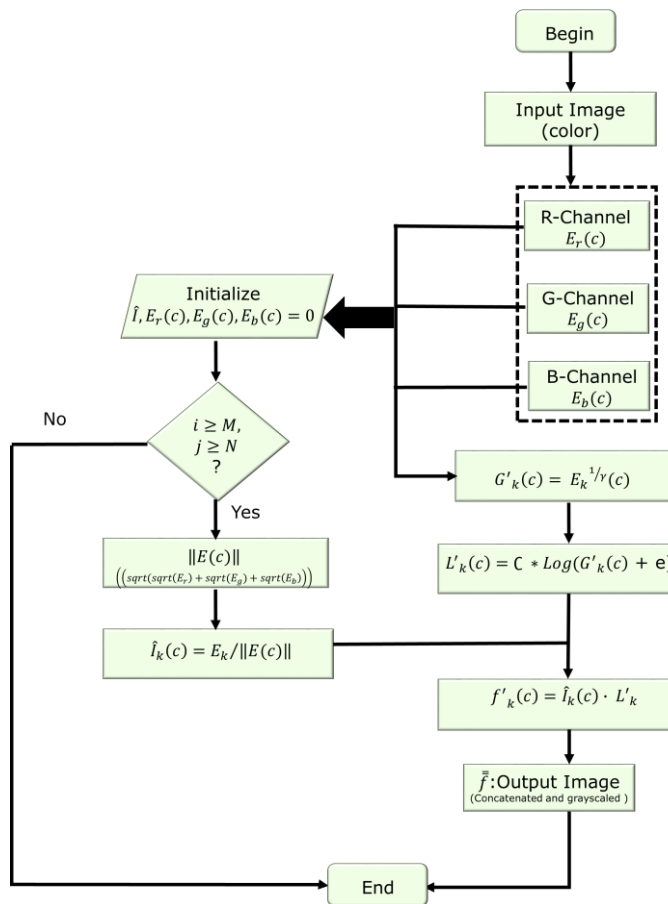 Begin
Input Image
(color)
R-Channel
E_r(c)
G-Channel
E_g(c)
B-Channel
E_b(c)
Initialize
Î, E_r(c), E_g(c), E_b(c) = 0
i ≥ M,
j ≥ N
?
No
Yes
‖E(c)‖
((sqrt(sqrt(E_r) + sqrt(E_g) + sqrt(E_b)))
Î_k(c) = E_k/‖E(c)‖
G'_k(c) = E_k^{1/γ}(c)
L'_k(c) = C * Log(G'_k(c) + e)
f'_k(c) = Î_k(c) · L'_k
f̿:Output Image
(Concatenated and grayscaled )
End